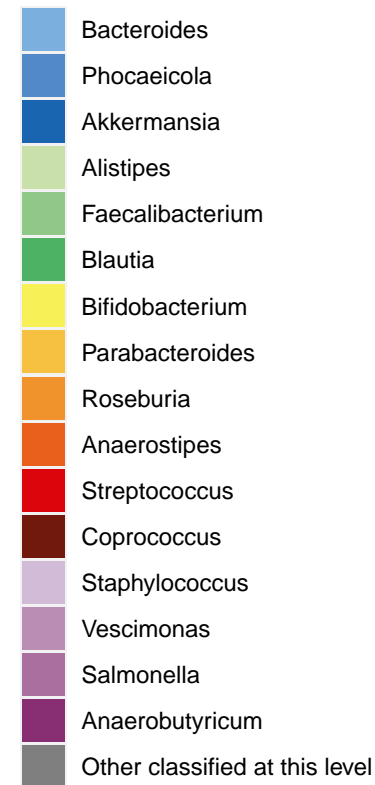 Bacteroides
Phocaeicola
Akkermansia
Alistipes
Faecalibacterium
Blautia
Bifidobacterium
Parabacteroides
Roseburia
Anaerostipes
Streptococcus
Coprococcus
Staphylococcus
Vescimonas
Salmonella
Anaerobutyricum
Other classified at this level